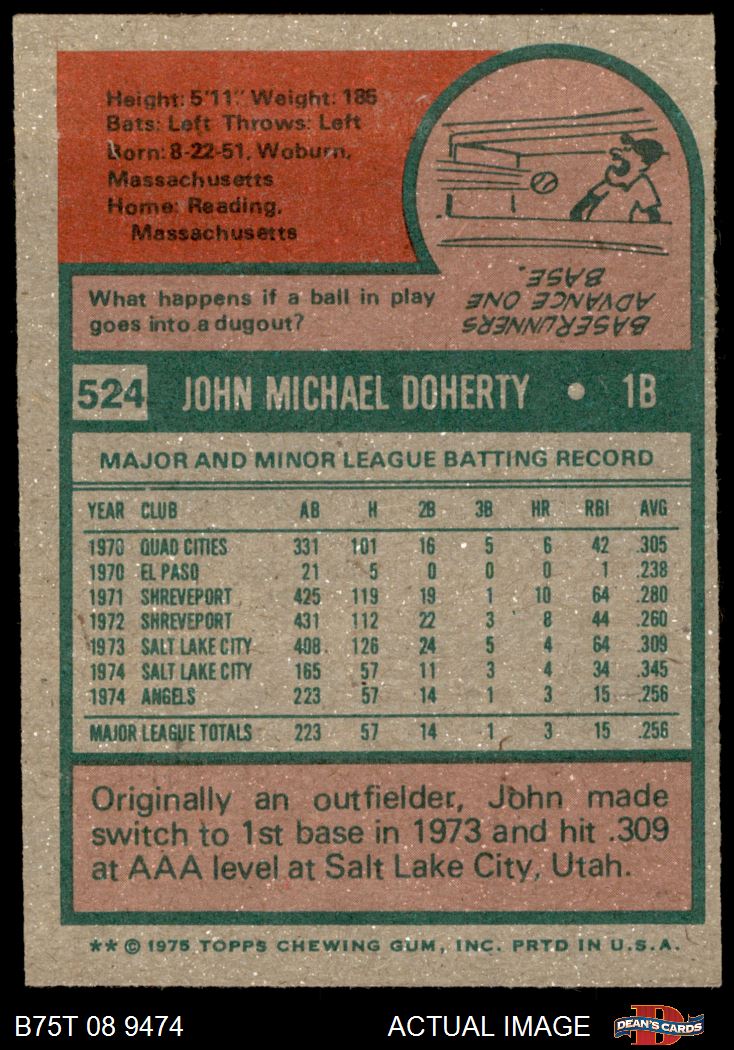 Height: 5'11" Weight: 185
Bats: Left Throws: Left
Born: 8-22-51, Woburn,
Massachusetts
Home: Reading,
Massachusetts
What happens if a ball in play
goes into a dugout?
BASERUNNERS
ADVANCE ONE
BASE.
524 JOHN MICHAEL DOHERTY • 1B
MAJOR AND MINOR LEAGUE BATTING RECORD
YEAR CLUB AB H 2B 3B HR RBI AVG
1970 QUAD CITIES 331 101 16 5 6 42 .305
1970 EL PASO 21 5 0 0 0 1 .238
1971 SHREVEPORT 425 119 19 1 10 64 .280
1972 SHREVEPORT 431 112 22 3 8 44 .260
1973 SALT LAKE CITY 408 126 24 5 4 64 .309
1974 SALT LAKE CITY 165 57 11 3 4 34 .345
1974 ANGELS 223 57 14 1 3 15 .256
MAJOR LEAGUE TOTALS 223 57 14 1 3 15 .256
Originally an outfielder, John made
switch to 1st base in 1973 and hit .309
at AAA level at Salt Lake City, Utah.
** © 1975 TOPPS CHEWING GUM, INC. PRTD IN U.S.A.
B75T 08 9474 ACTUAL IMAGE DEAN'S CARDS